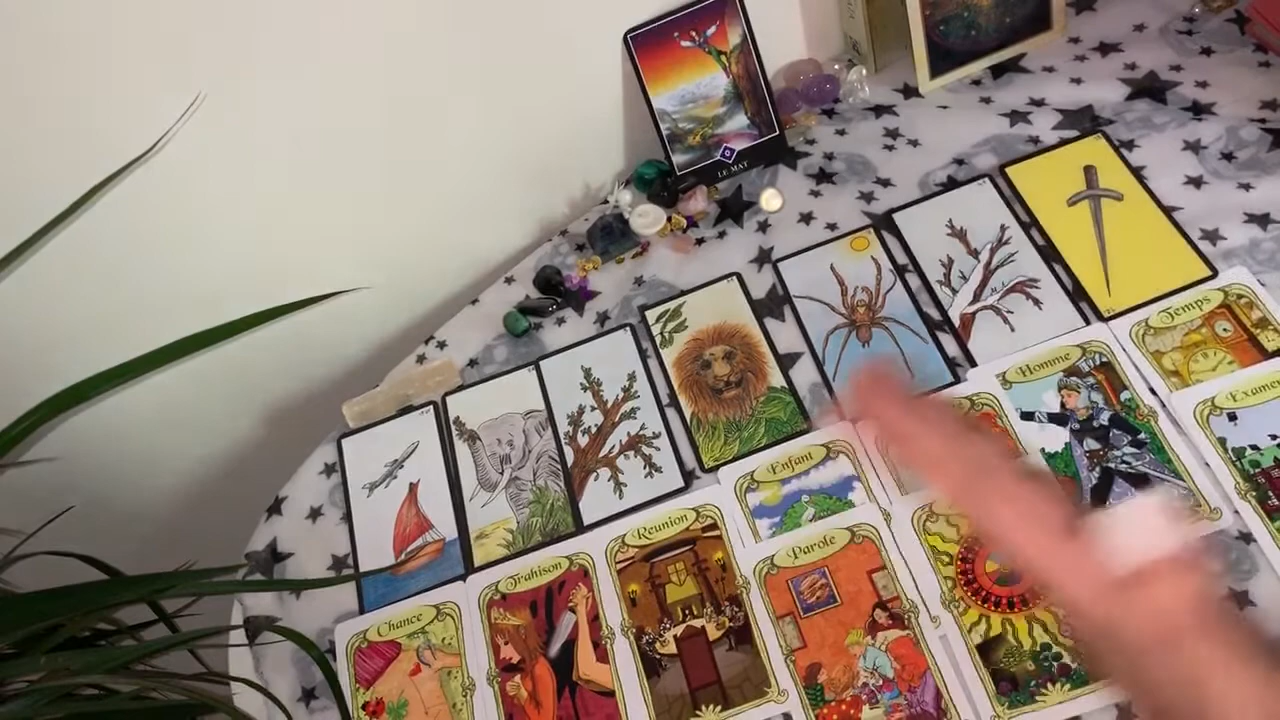 LE MAT
Temps
Homme
Examen
Enfant
Reunion
Parole
Trahison
Chance